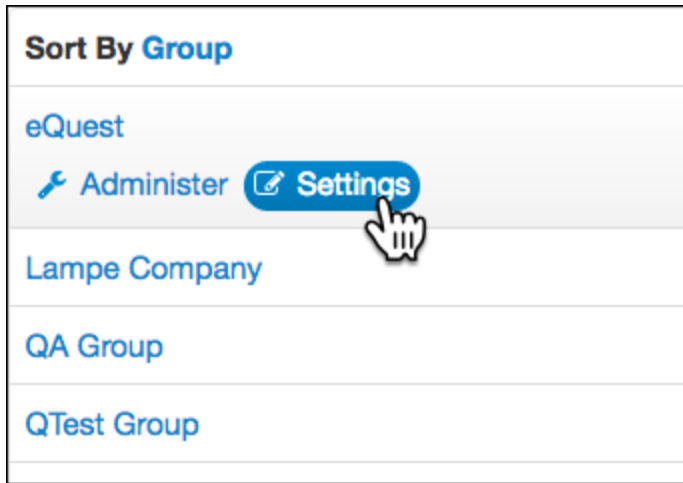 Sort By Group
eQuest
Administer Settings
Lampe Company
QA Group
QTest Group